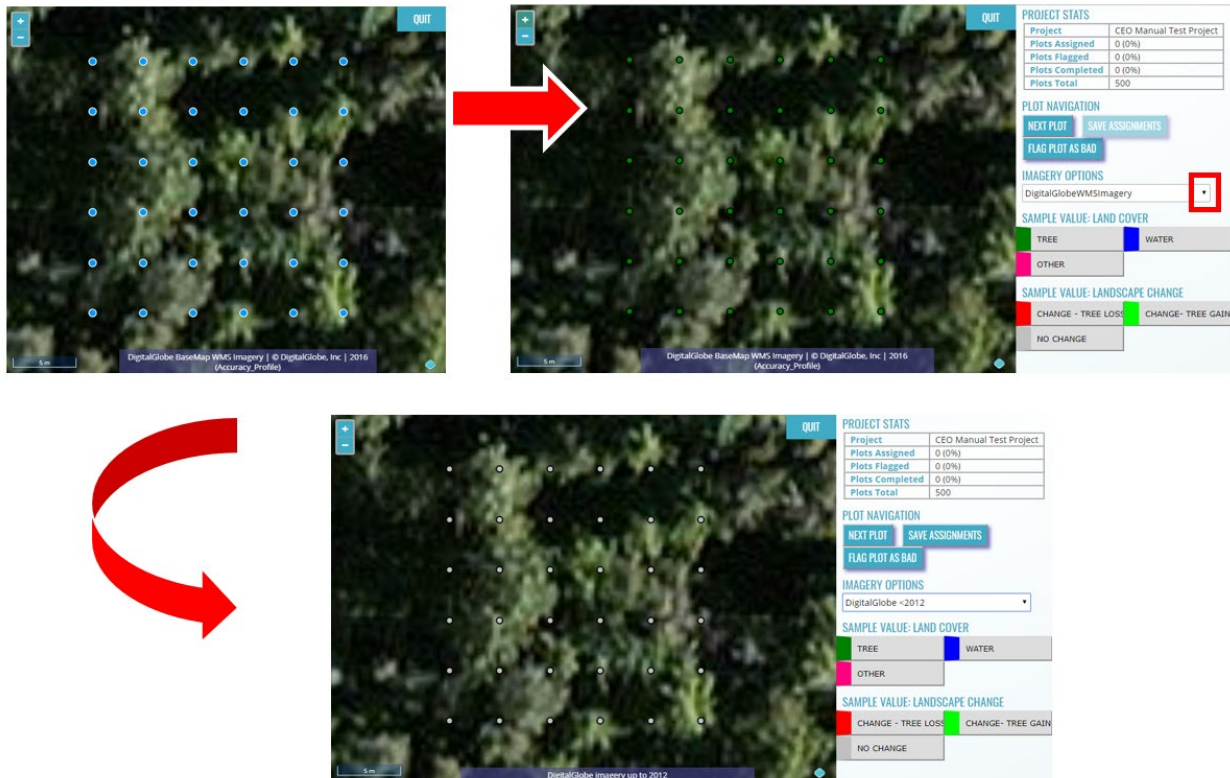 +
-
QUIT
DigitalGlobe BaseMap WMS Imagery | © DigitalGlobe, Inc | 2016
(Accuracy_Profile)
5 m
+
-
QUIT
DigitalGlobe BaseMap WMS Imagery | © DigitalGlobe, Inc | 2016
(Accuracy_Profile)
5 m
PROJECT STATS
Project CEO Manual Test Project
Plots Assigned 0 (0%)
Plots Flagged 0 (0%)
Plots Completed 0 (0%)
Plots Total 500
PLOT NAVIGATION
NEXT PLOT SAVE ASSIGNMENTS
FLAG PLOT AS BAD
IMAGERY OPTIONS
DigitalGlobeWMSImagery
SAMPLE VALUE: LAND COVER
TREE WATER
OTHER
SAMPLE VALUE: LANDSCAPE CHANGE
CHANGE - TREE LOSS CHANGE- TREE GAIN
NO CHANGE
+
-
QUIT
DigitalGlobe imagery up to 2012
5 m
PROJECT STATS
Project CEO Manual Test Project
Plots Assigned 0 (0%)
Plots Flagged 0 (0%)
Plots Completed 0 (0%)
Plots Total 500
PLOT NAVIGATION
NEXT PLOT SAVE ASSIGNMENTS
FLAG PLOT AS BAD
IMAGERY OPTIONS
DigitalGlobe <2012
SAMPLE VALUE: LAND COVER
TREE WATER
OTHER
SAMPLE VALUE: LANDSCAPE CHANGE
CHANGE - TREE LOSS CHANGE- TREE GAIN
NO CHANGE